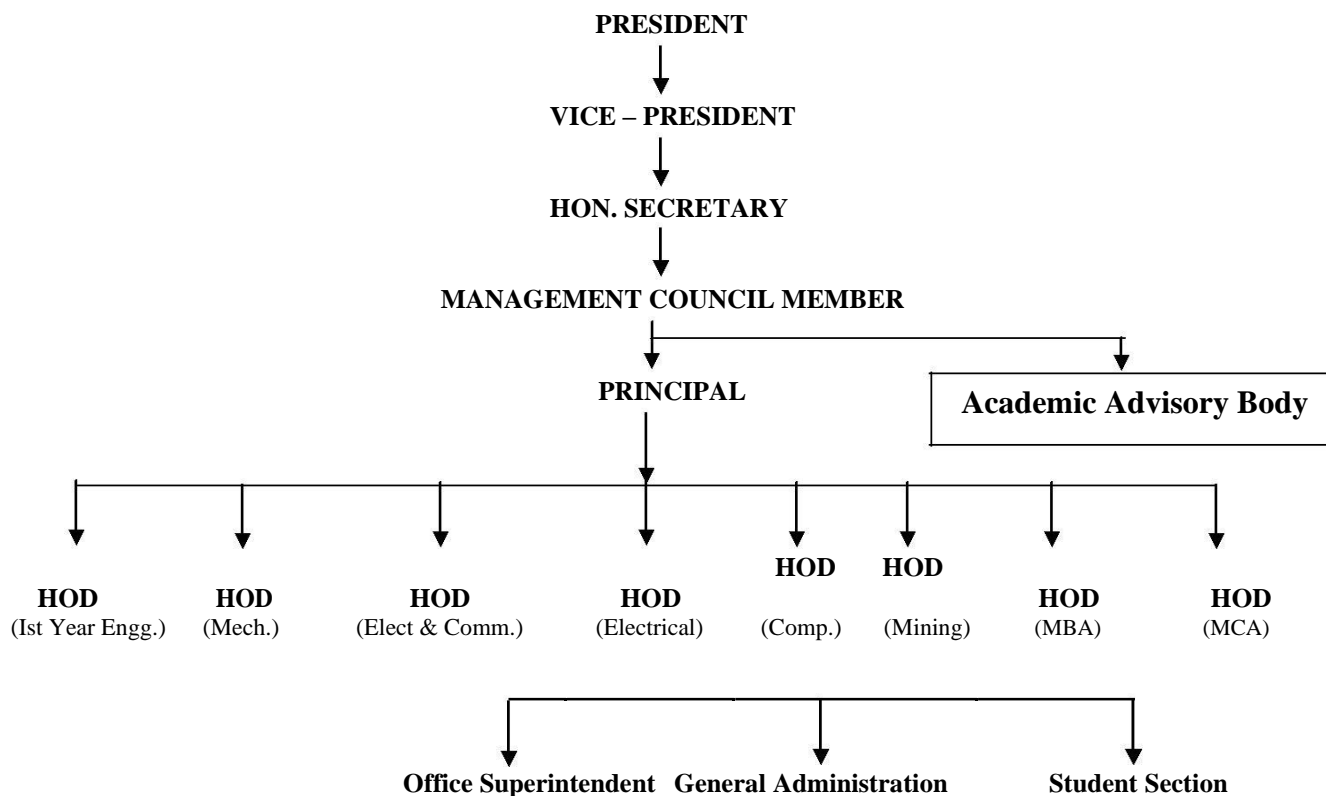 PRESIDENT
VICE – PRESIDENT
HON. SECRETARY
MANAGEMENT COUNCIL MEMBER
PRINCIPAL
Academic Advisory Body
HOD HOD
HOD HOD HOD HOD HOD HOD
(Ist Year Engg.) (Mech.) (Elect & Comm.) (Electrical) (Comp.) (Mining) (MBA) (MCA)
Office Superintendent General Administration Student Section